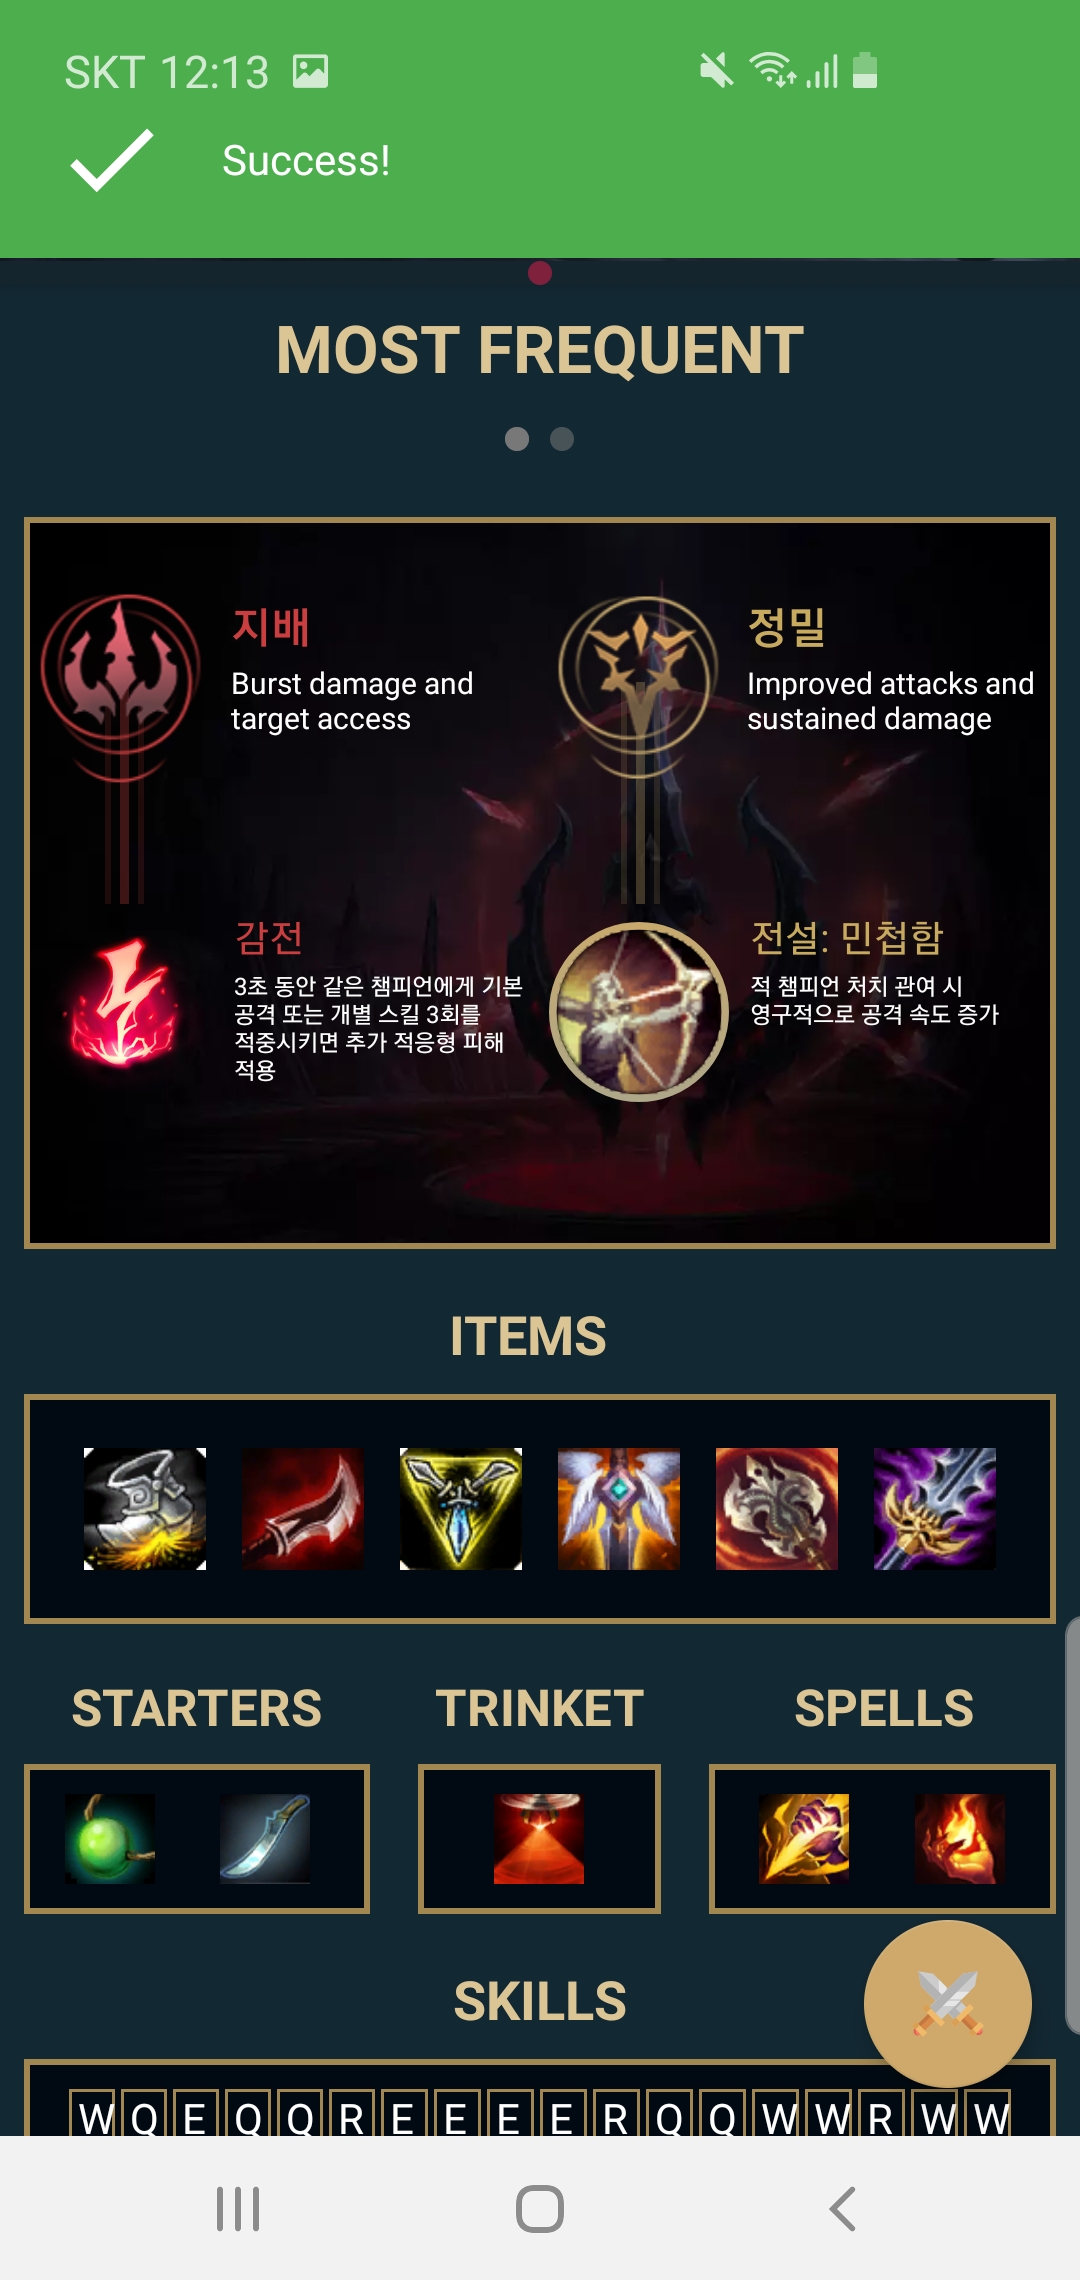 SKT 12:13
Success!
MOST FREQUENT
지배
Burst damage and
target access
정밀
Improved attacks and
sustained damage
감전
3초 동안 같은 챔피언에게 기본
공격 또는 개별 스킬 3회를
적중시키면 추가 적응형 피해
적용
전설: 민첩함
적 챔피언 처치 관여 시
영구적으로 공격 속도 증가
ITEMS
STARTERS
TRINKET
SPELLS
SKILLS
W Q E Q Q R E E E E R Q Q W W R W W